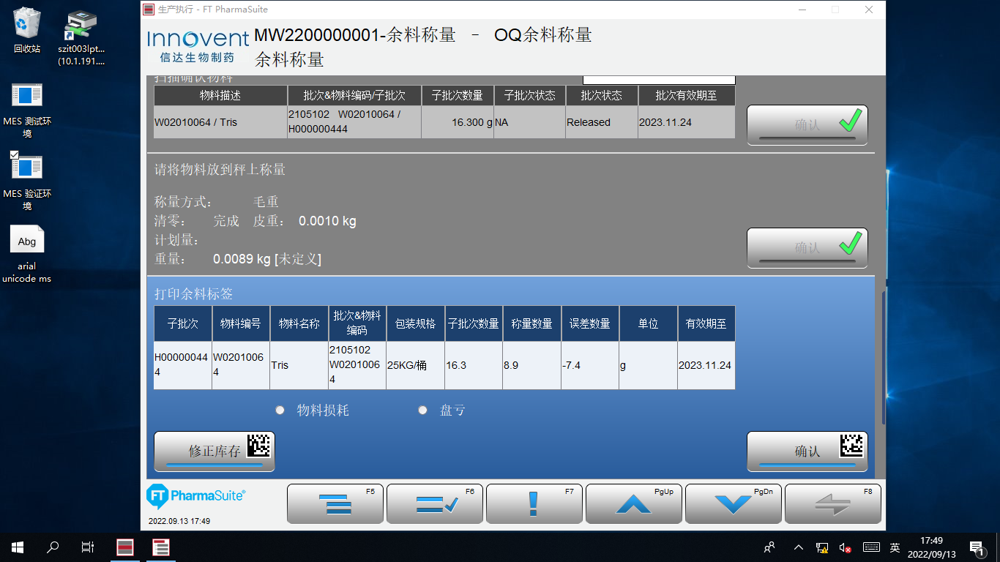 生产执行 - FT PharmaSuite
回收站
szit003lpt...
(10.1.191....
MES 测试环
境
MES 验证环
境
Abg
arial
unicode ms
Innovent
信达生物制药
MW2200000001-余料称量 - OQ余料称量
余料称量
扫描确认物料
物料描述 批次&物料编码/子批次 子批次数量 子批次状态 批次状态 批次有效期至
W02010064 / Tris 2105102 W02010064 / H000000444 16.300 g NA Released 2023.11.24
确认
请将物料放到秤上称量
称量方式: 毛重
清零: 完成 皮重: 0.0010 kg
计划量:
重量: 0.0089 kg [未定义]
确认
打印余料标签
子批次 物料编号 物料名称 批次&物料编码 包装规格 子批次数量 称量数量 误差数量 单位 有效期至
H000000444 W02010064 Tris 2105102 W02010064 25KG/桶 16.3 8.9 -7.4 g 2023.11.24
物料损耗 盘亏
修正库存 确认
FT PharmaSuite®
2022.09.13 17:49
F5 F6 F7 PgUp PgDn F8
英
17:49
2022/09/13
1